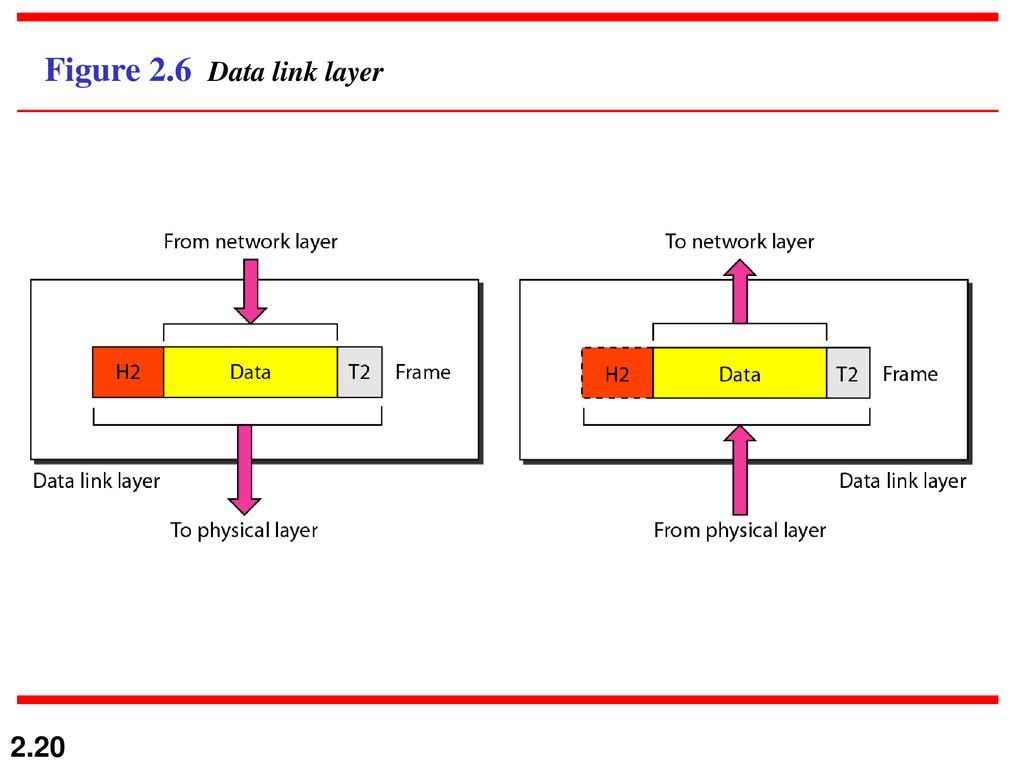 Figure 2.6 Data link layer
From network layer
H2 Data T2 Frame
Data link layer
To physical layer
To network layer
H2 Data T2 Frame
Data link layer
From physical layer
2.20